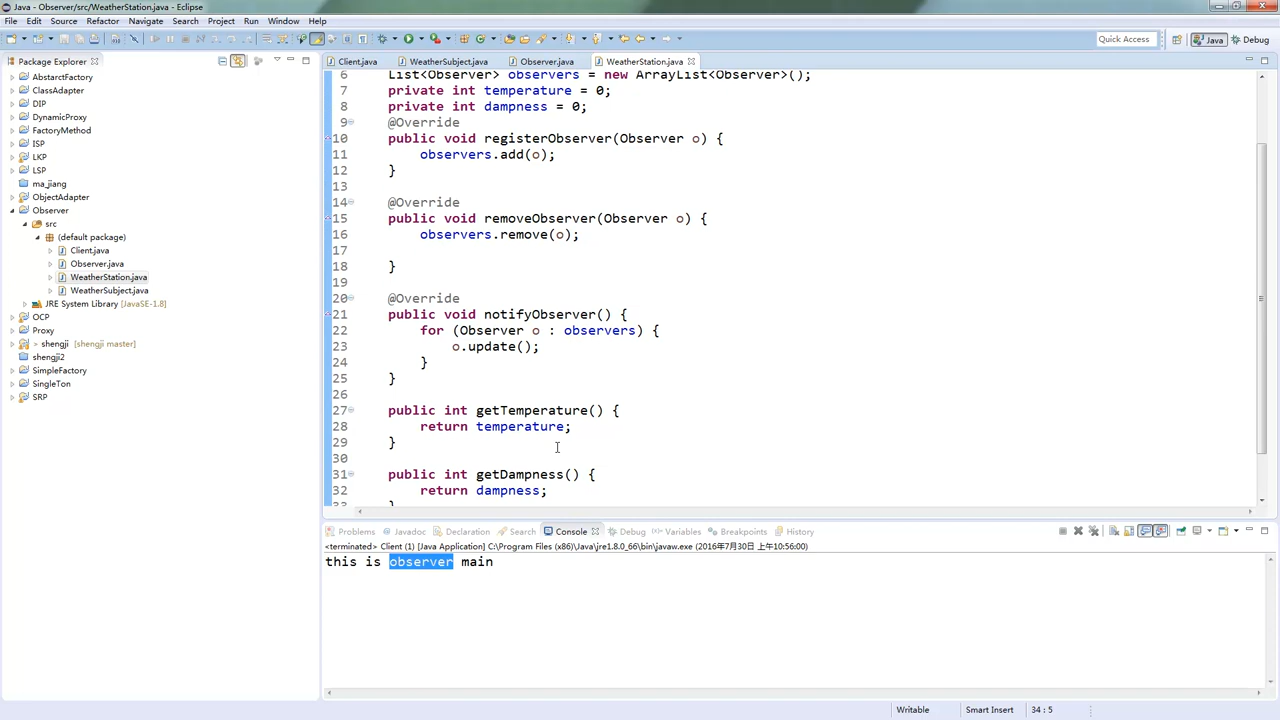 Java - Observer/src/WeatherStation.java - Eclipse
File Edit Source Refactor Navigate Search Project Run Window Help
Quick Access Java Debug
Package Explorer
AbsarctFactory
ClassAdapter
DIP
DynamicProxy
FactoryMethod
ISP
LKP
LSP
ma_jiang
ObjectAdapter
Observer
src
(default package)
Client.java
Observer.java
WeatherStation.java
WeatherSubject.java
JRE System Library [JavaSE-1.8]
OCP
Proxy
> shengji [shengji master]
shengji2
SimpleFactory
SingleTon
SRP
Client.java WeatherSubject.java Observer.java WeatherStation.java
6 List<Observer> observers = new ArrayList<Observer>();
7 private int temperature = 0;
8 private int dampness = 0;
9 @Override
10 public void registerObserver(Observer o) {
11 observers.add(o);
12 }
13
14 @Override
15 public void removeObserver(Observer o) {
16 observers.remove(o);
17
18 }
19
20 @Override
21 public void notifyObserver() {
22 for (Observer o : observers) {
23 o.update();
24 }
25 }
26
27 public int getTemperature() {
28 return temperature;
29 }
30
31 public int getDampness() {
32 return dampness;
33 }
Problems Javadoc Declaration Search Console Debug Variables Breakpoints History
<terminated> Client (1) [Java Application] C:\Program Files (x86)\Java\jre1.8.0_66\bin\javaw.exe (2016年7月30日 上午10:56:00)
this is observer main
Writable Smart Insert 34 : 5